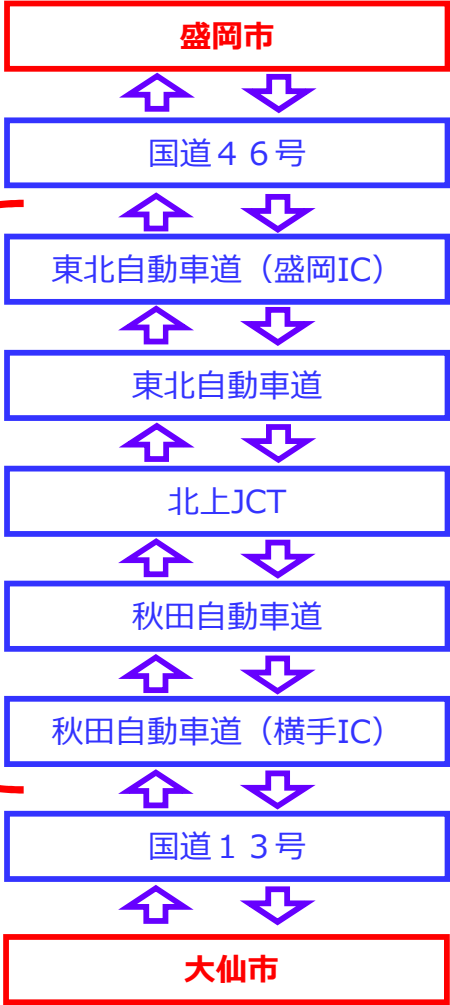 盛岡市
国道４６号
東北自動車道（盛岡IC）
東北自動車道
北上JCT
秋田自動車道
秋田自動車道（横手IC）
国道１３号
大仙市